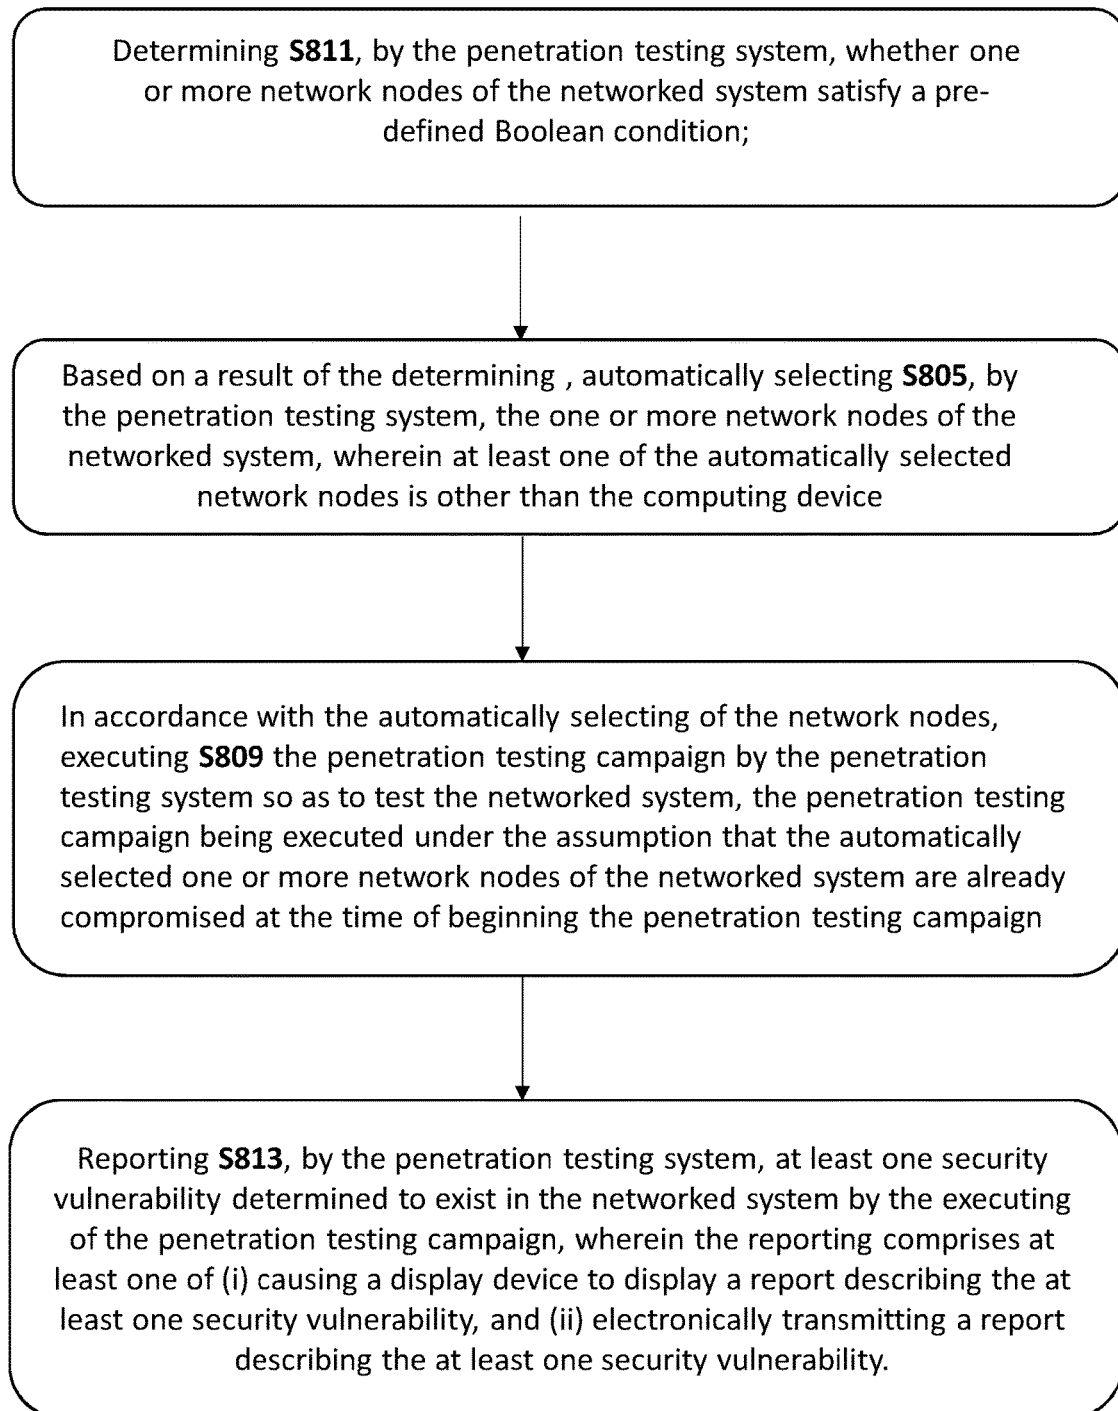 Determining S811, by the penetration testing system, whether one
or more network nodes of the networked system satisfy a pre-
defined Boolean condition;
Based on a result of the determining , automatically selecting S805, by
the penetration testing system, the one or more network nodes of the
networked system, wherein at least one of the automatically selected
network nodes is other than the computing device
In accordance with the automatically selecting of the network nodes,
executing S809 the penetration testing campaign by the penetration
testing system so as to test the networked system, the penetration testing
campaign being executed under the assumption that the automatically
selected one or more network nodes of the networked system are already
compromised at the time of beginning the penetration testing campaign
Reporting S813, by the penetration testing system, at least one security
vulnerability determined to exist in the networked system by the executing
of the penetration testing campaign, wherein the reporting comprises at
least one of (i) causing a display device to display a report describing the at
least one security vulnerability, and (ii) electronically transmitting a report
describing the at least one security vulnerability.